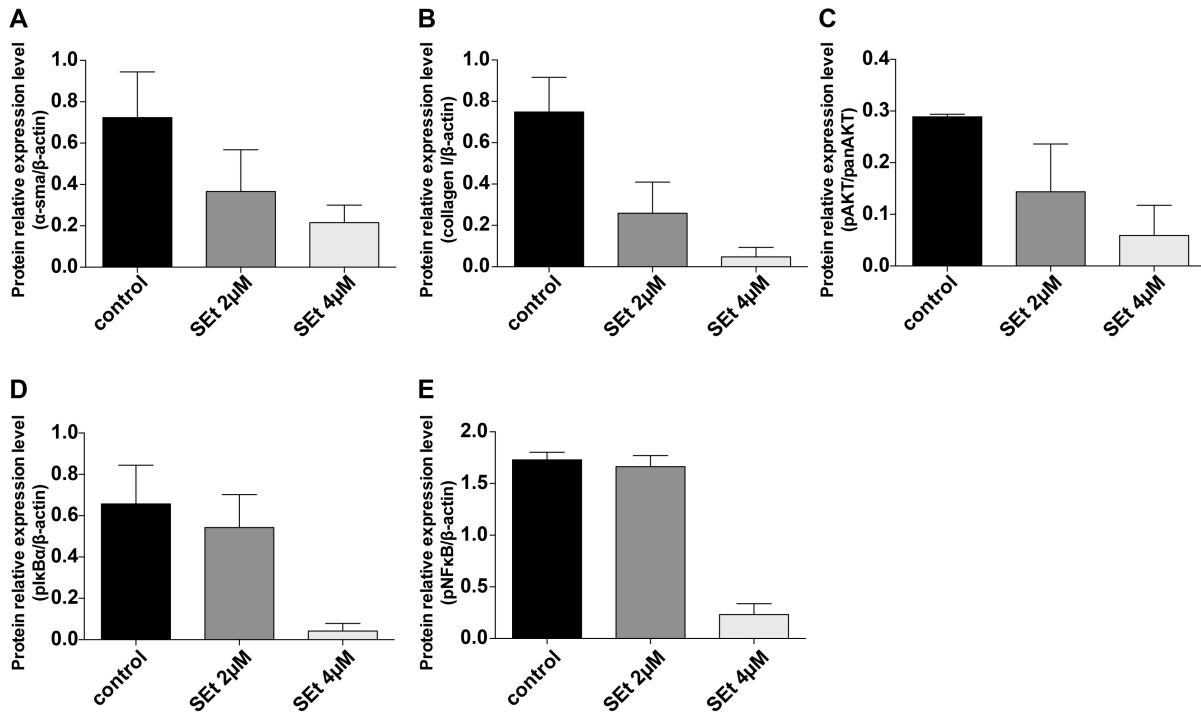 A
Protein relative expression level
(α-sma/β-actin)
1.0
0.8
0.6
0.4
0.2
0.0
control
SEt 2μM
SEt 4μM
B
Protein relative expression level
(collagen I/β-actin)
1.0
0.8
0.6
0.4
0.2
0.0
control
SEt 2μM
SEt 4μM
C
Protein relative expression level
(pAKT/panAKT)
0.4
0.3
0.2
0.1
0.0
control
SEt 2μM
SEt 4μM
D
Protein relative expression level
(pIκBα/β-actin)
1.0
0.8
0.6
0.4
0.2
0.0
control
SEt 2μM
SEt 4μM
E
Protein relative expression level
(pNFκB/β-actin)
2.0
1.5
1.0
0.5
0.0
control
SEt 2μM
SEt 4μM